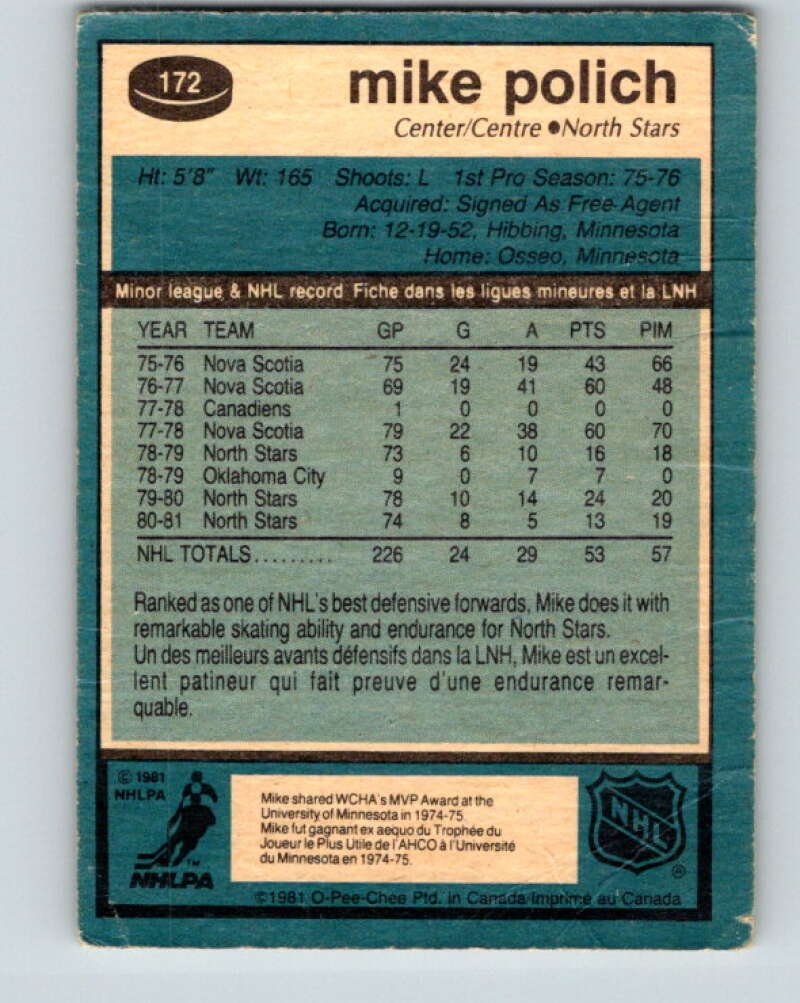 172
mike polich
Center/Centre ●North Stars
Ht: 5'8" Wt: 165 Shoots: L 1st Pro Season: 75-76
Acquired: Signed As Free Agent
Born: 12-19-52, Hibbing, Minnesota
Home: Osseo, Minnesota
Minor league & NHL record Fiche dans les ligues mineures et la LNH
YEAR TEAM GP G A PTS PIM
75-76 Nova Scotia 75 24 19 43 66
76-77 Nova Scotia 69 19 41 60 48
77-78 Canadiens 1 0 0 0 0
77-78 Nova Scotia 79 22 38 60 70
78-79 North Stars 73 6 10 16 18
78-79 Oklahoma City 9 0 7 7 0
79-80 North Stars 78 10 14 24 20
80-81 North Stars 74 8 5 13 19
NHL TOTALS......... 226 24 29 53 57
Ranked as one of NHL's best defensive forwards, Mike does it with
remarkable skating ability and endurance for North Stars.
Un des meilleurs avants défensifs dans la LNH, Mike est un excel-
lent patineur qui fait preuve d'une endurance remar-
quable.
© 1981
NHLPA
TM
NHLPA
Mike shared WCHA's MVP Award at the
University of Minnesota in 1974-75.
Mike fut gagnant ex aequo du Trophée du
Joueur le Plus Utile de l'AHCO à l'Université
du Minnesota en 1974-75.
NHL
®
©1981 O-Pee-Chee Ptd. in Canada/Imprimé au Canada